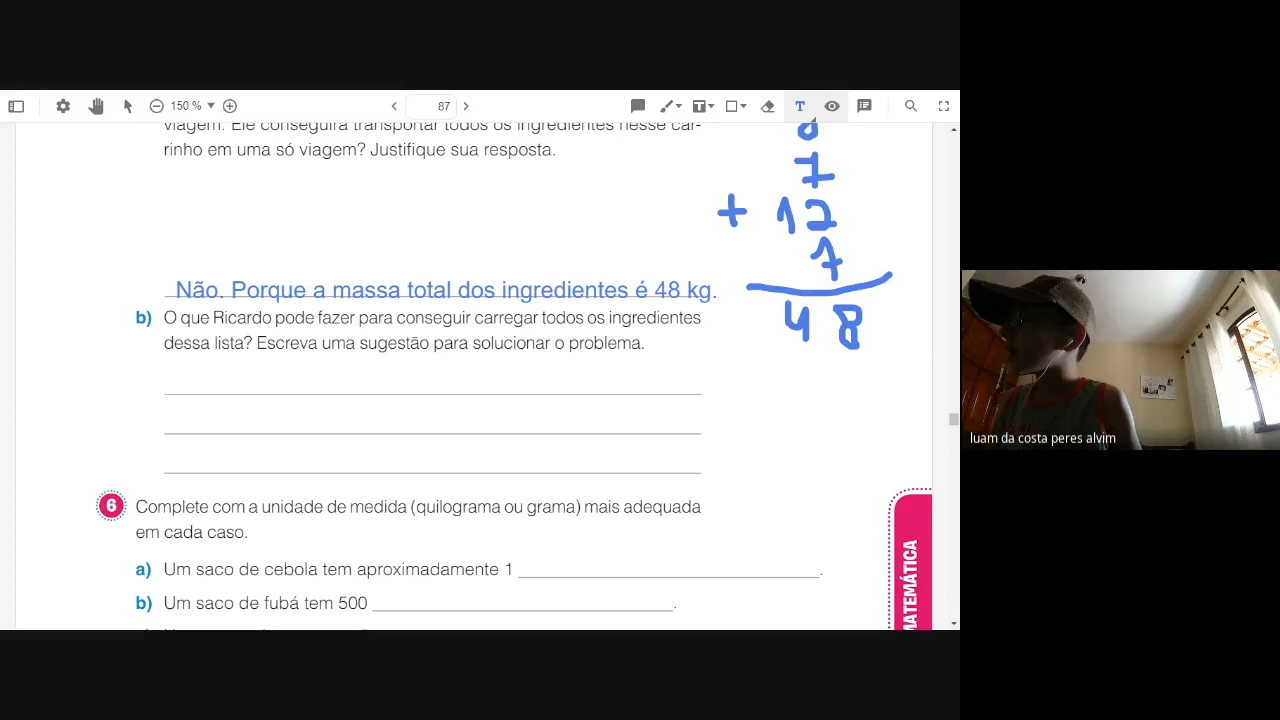 150 %
87
viagem. Ele conseguirá transportar todos os ingredientes nesse car-
rinho em uma só viagem? Justifique sua resposta.
7
+ 12
7
48
Não. Porque a massa total dos ingredientes é 48 kg.
b) O que Ricardo pode fazer para conseguir carregar todos os ingredientes
dessa lista? Escreva uma sugestão para solucionar o problema.
6 Complete com a unidade de medida (quilograma ou grama) mais adequada
em cada caso.
a) Um saco de cebola tem aproximadamente 1 .
b) Um saco de fubá tem 500 .
MATEMÁTICA
luam da costa peres alvim